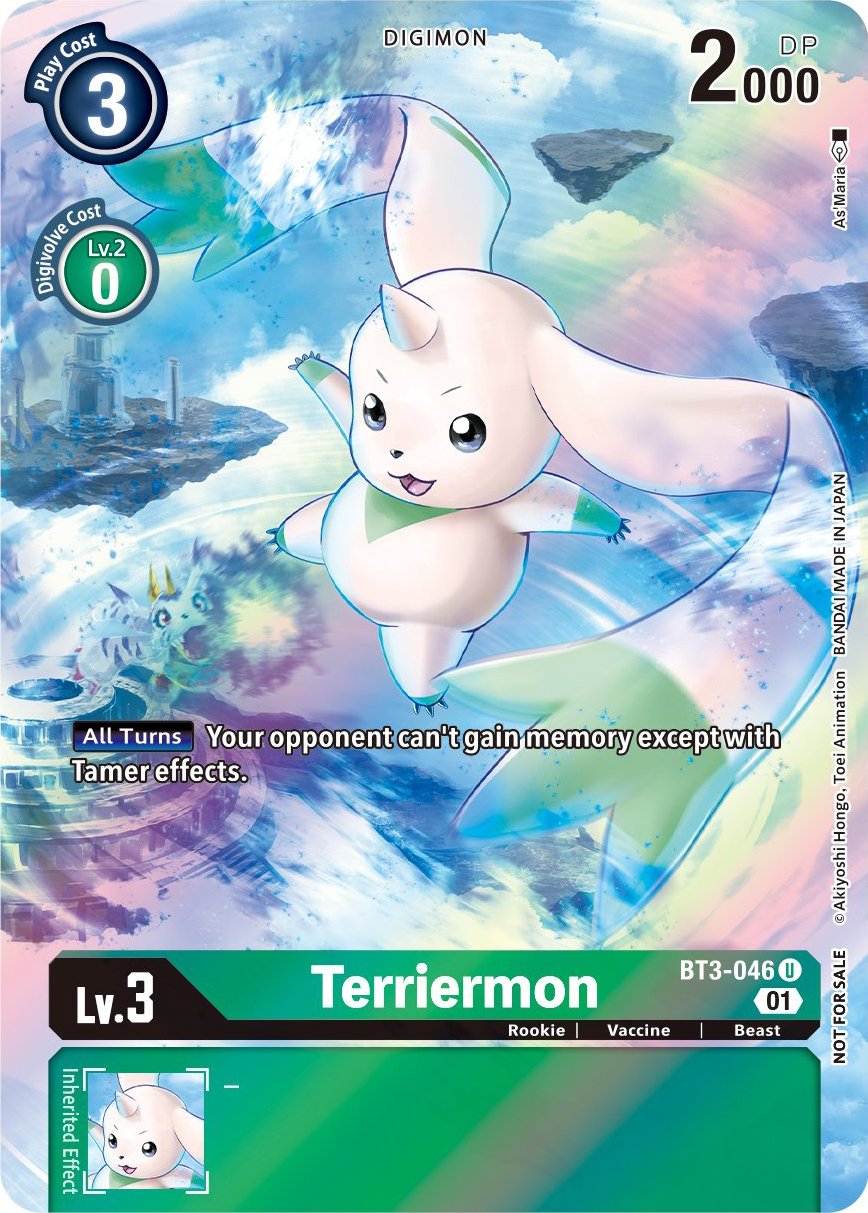 DIGIMON
Play Cost
3
2000
DP
As'Maria
Digivolve Cost
Lv.2
0
All Turns Your opponent can't gain memory except with
Tamer effects.
©Akiyoshi Hongo, Toei Animation BANDAI MADE IN JAPAN
NOT FOR SALE
Lv.3
Terriermon
BT3-046 U
01
Rookie | Vaccine | Beast
Inherited Effect
–